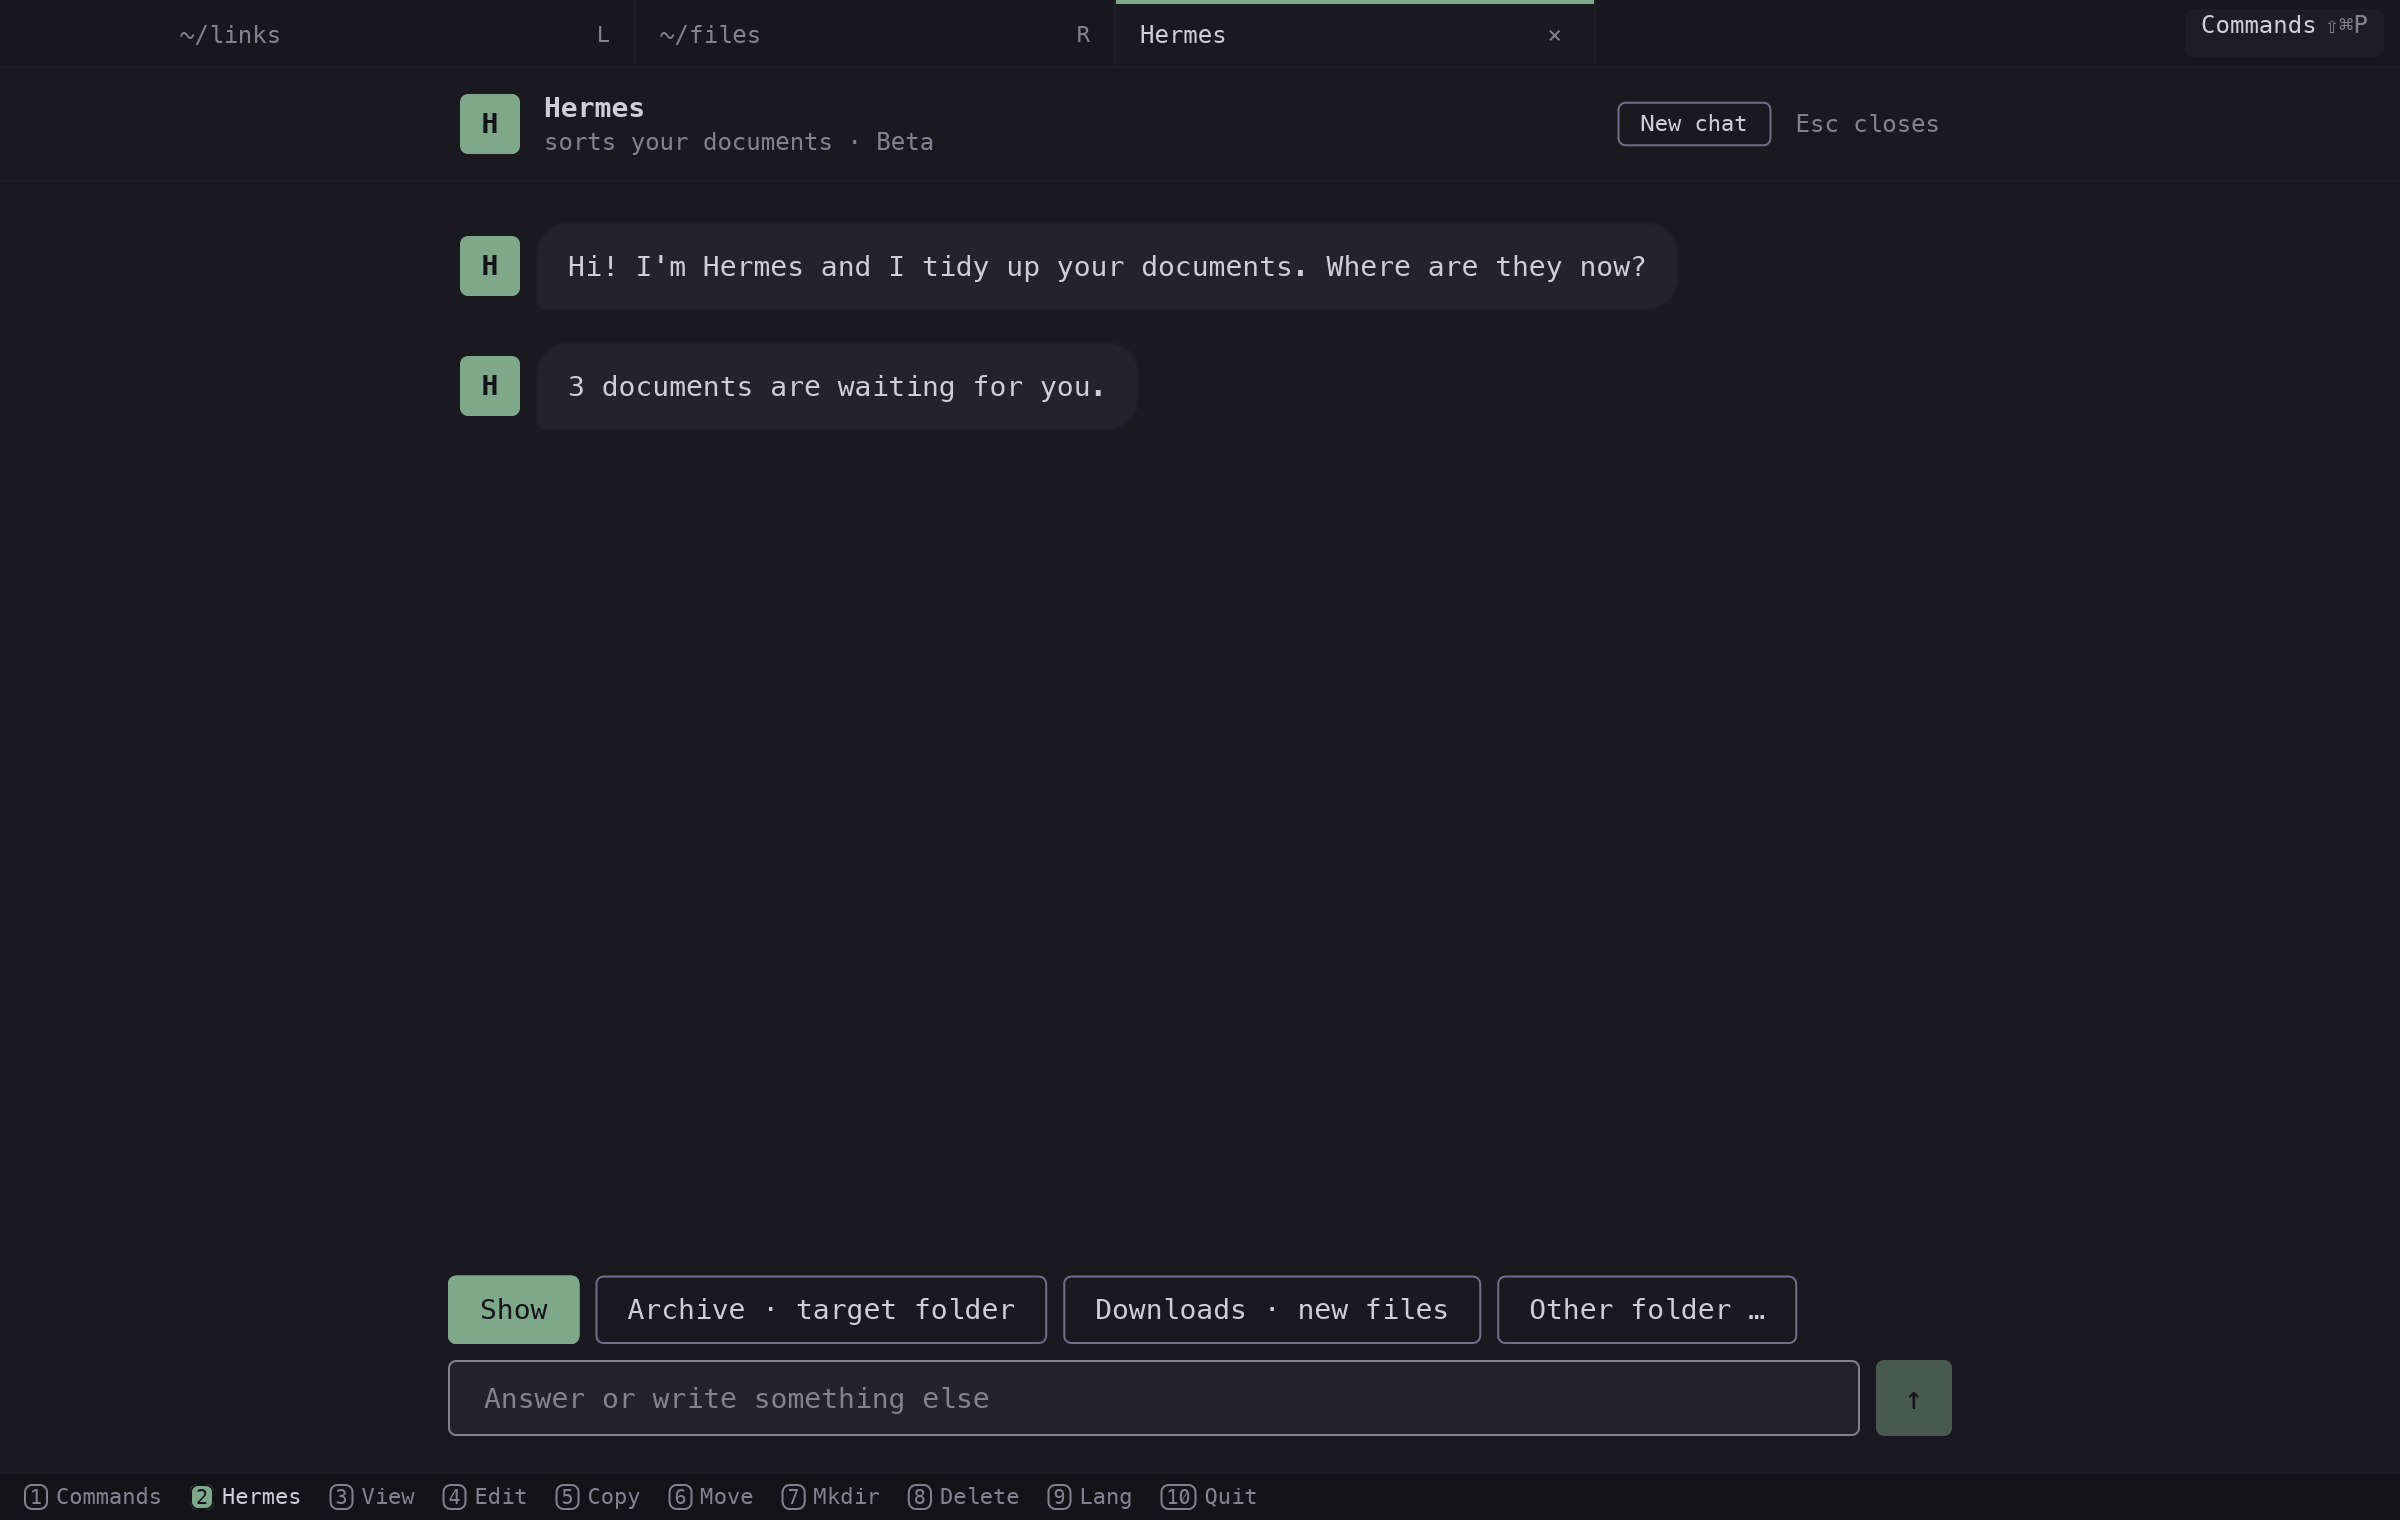 ~/links L ~/files R Hermes × Commands ⇧⌘P
H Hermes
sorts your documents · Beta
New chat Esc closes
H Hi! I'm Hermes and I tidy up your documents. Where are they now?
H 3 documents are waiting for you.
Show Archive · target folder Downloads · new files Other folder …
Answer or write something else ↑
1 Commands 2 Hermes 3 View 4 Edit 5 Copy 6 Move 7 Mkdir 8 Delete 9 Lang 10 Quit